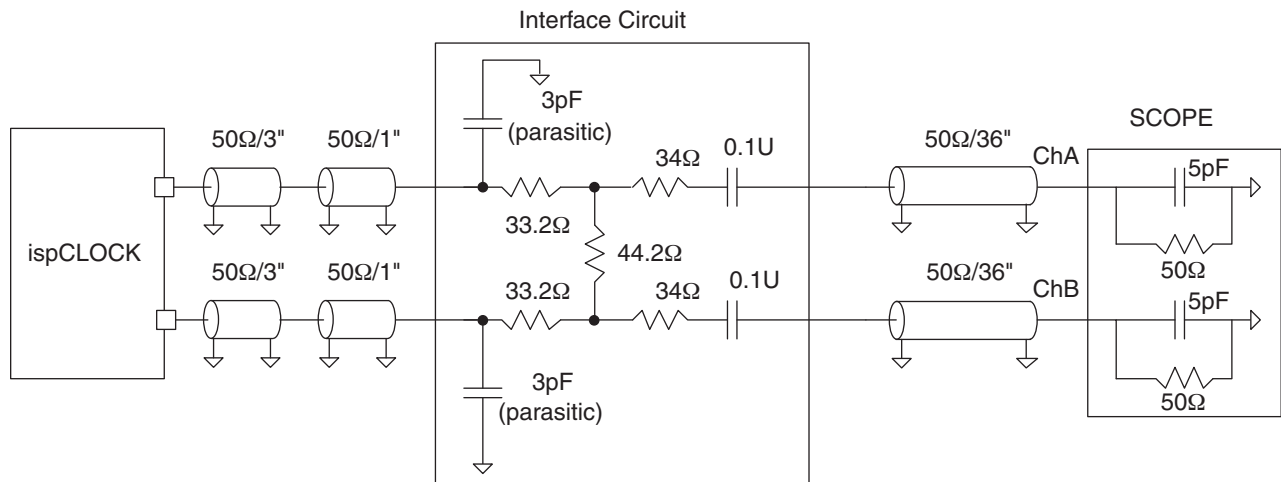 Interface Circuit
3pF
(parasitic)
50Ω/3"
50Ω/1"
34Ω
0.1U
50Ω/36"
ChA
SCOPE
5pF
33.2Ω
50Ω
ispCLOCK
44.2Ω
50Ω/3"
50Ω/1"
33.2Ω
34Ω
0.1U
50Ω/36"
ChB
5pF
3pF
(parasitic)
50Ω